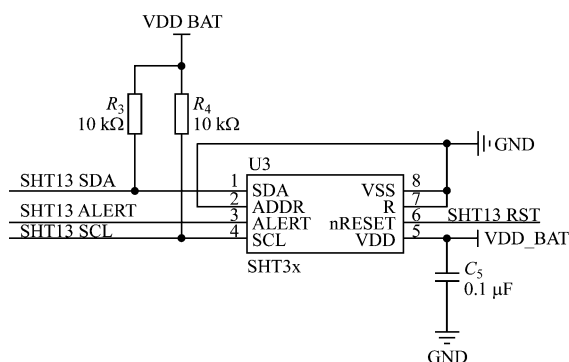 VDD BAT
R3
10 kΩ
R4
10 kΩ
GND
U3
SHT13 SDA
1
SDA
VSS
8
2
ADDR
R
7
SHT13 ALERT
3
ALERT
nRESET
6
SHT13 RST
SHT13 SCL
4
SCL
VDD
5
VDD_BAT
SHT3x
C5
0.1 μF
GND